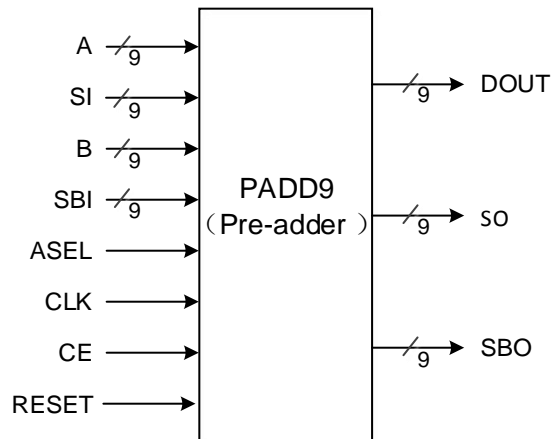 A
9
SI
9
B
9
SBI
9
ASEL
CLK
CE
RESET
PADD9
（Pre-adder ）
9
DOUT
9
SO
9
SBO